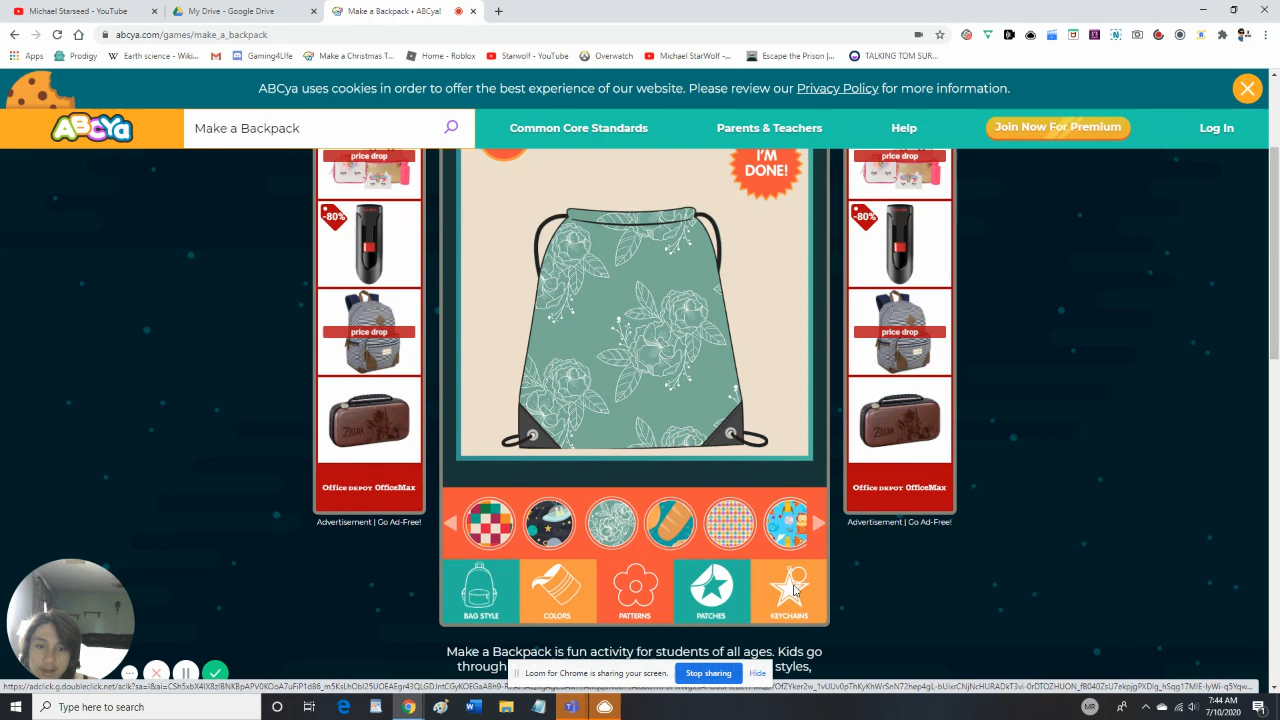 Michael Starseed - YouTube
My Drive - Google Drive
Make a Backpack • ABCya!
abcya.com/games/make_a_backpack
Apps
Prodigy
Earth science - Wiki...
Gaming4Life
Make a Christmas T...
Home - Roblox
Starwolf - YouTube
Overwatch
Michael StarWolf -...
Escape the Prison |...
TALKING TOM SUR...
ABCya uses cookies in order to offer the best experience of our website. Please review our Privacy Policy for more information.
ABCYa
Make a Backpack
Common Core Standards
Parents & Teachers
Help
Join Now For Premium
Log In
price drop
-80%
price drop
ZELDA
Office DEPOT OfficeMax
Advertisement | Go Ad-Free!
I'M
DONE!
price drop
-80%
price drop
ZELDA
Office DEPOT OfficeMax
Advertisement | Go Ad-Free!
BAG STYLE
COLORS
PATTERNS
PATCHES
KEYCHAINS
Make a Backpack is fun activity for students of all ages. Kids go
through
styles,
Loom for Chrome is sharing your screen.
Stop sharing
Hide
Type here to search
MR
7:44 AM
7/10/2020